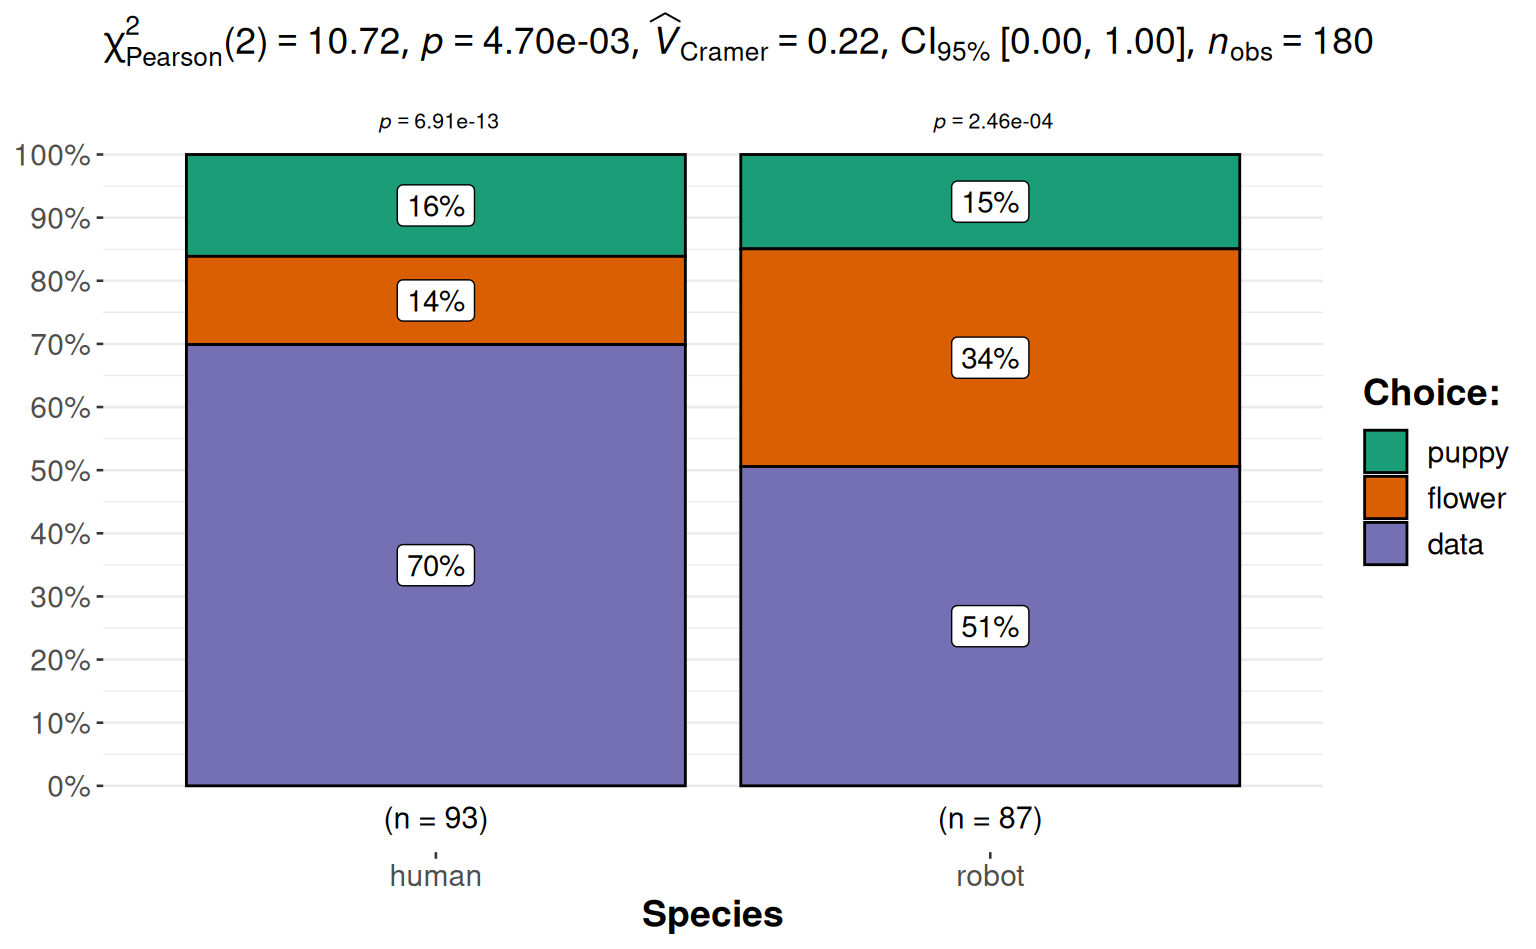 χ²Pearson(2) = 10.72, p = 4.70e-03, V̂Cramer = 0.22, CI95% [0.00, 1.00], nobs = 180
p = 6.91e-13 p = 2.46e-04
100%
90%
80%
70%
60%
50%
40%
30%
20%
10%
0%
16%
14%
70%
15%
34%
51%
(n = 93) (n = 87)
human robot
Species
Choice:
puppy
flower
data